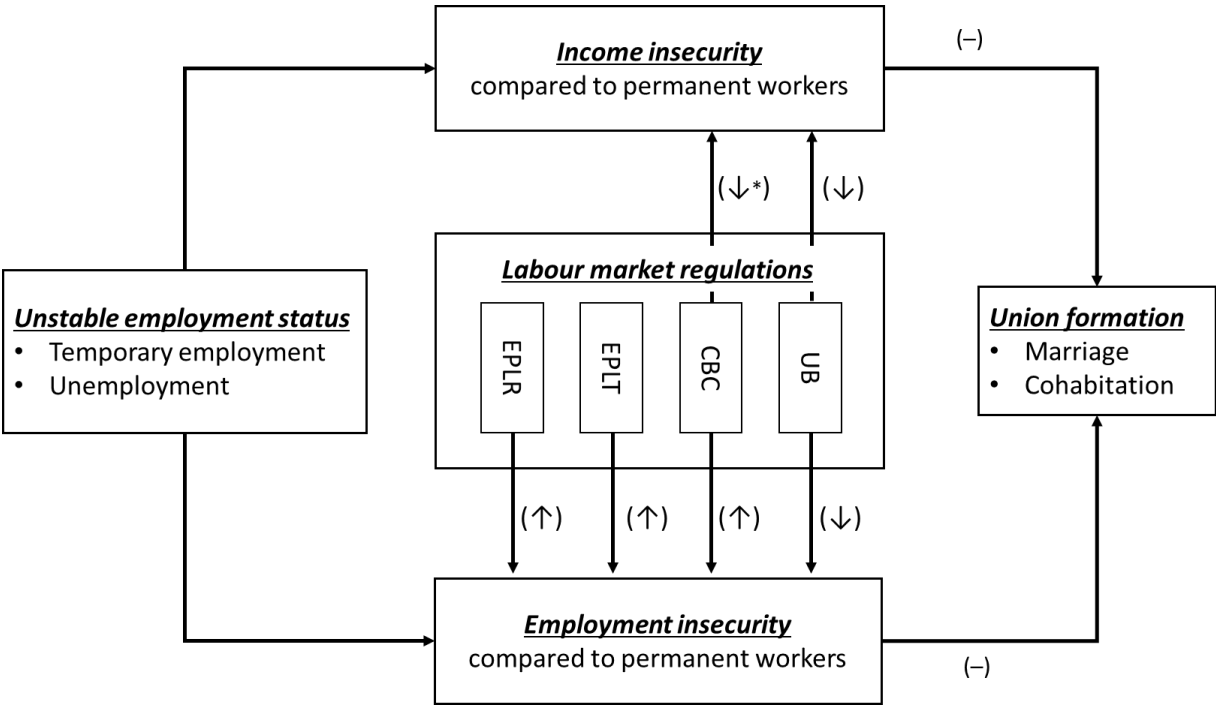 Income insecurity
compared to permanent workers
(–)
(↓*)
(↓)
Labour market regulations
Unstable employment status
• Temporary employment
• Unemployment
EPLR
EPLT
CBC
UB
Union formation
• Marriage
• Cohabitation
(↑)
(↑)
(↑)
(↓)
Employment insecurity
compared to permanent workers
(–)